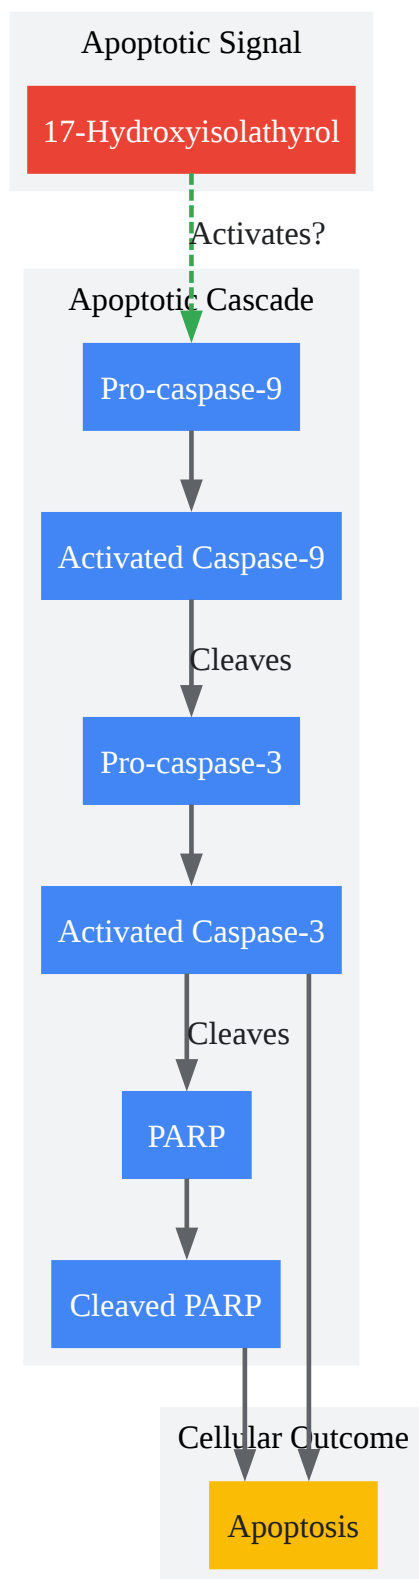 Apoptotic Signal
17-Hydroxyisolathyrol
Activates?
Apoptotic Cascade
Pro-caspase-9
Activated Caspase-9
Cleaves
Pro-caspase-3
Activated Caspase-3
Cleaves
PARP
Cleaved PARP
Cellular Outcome
Apoptosis